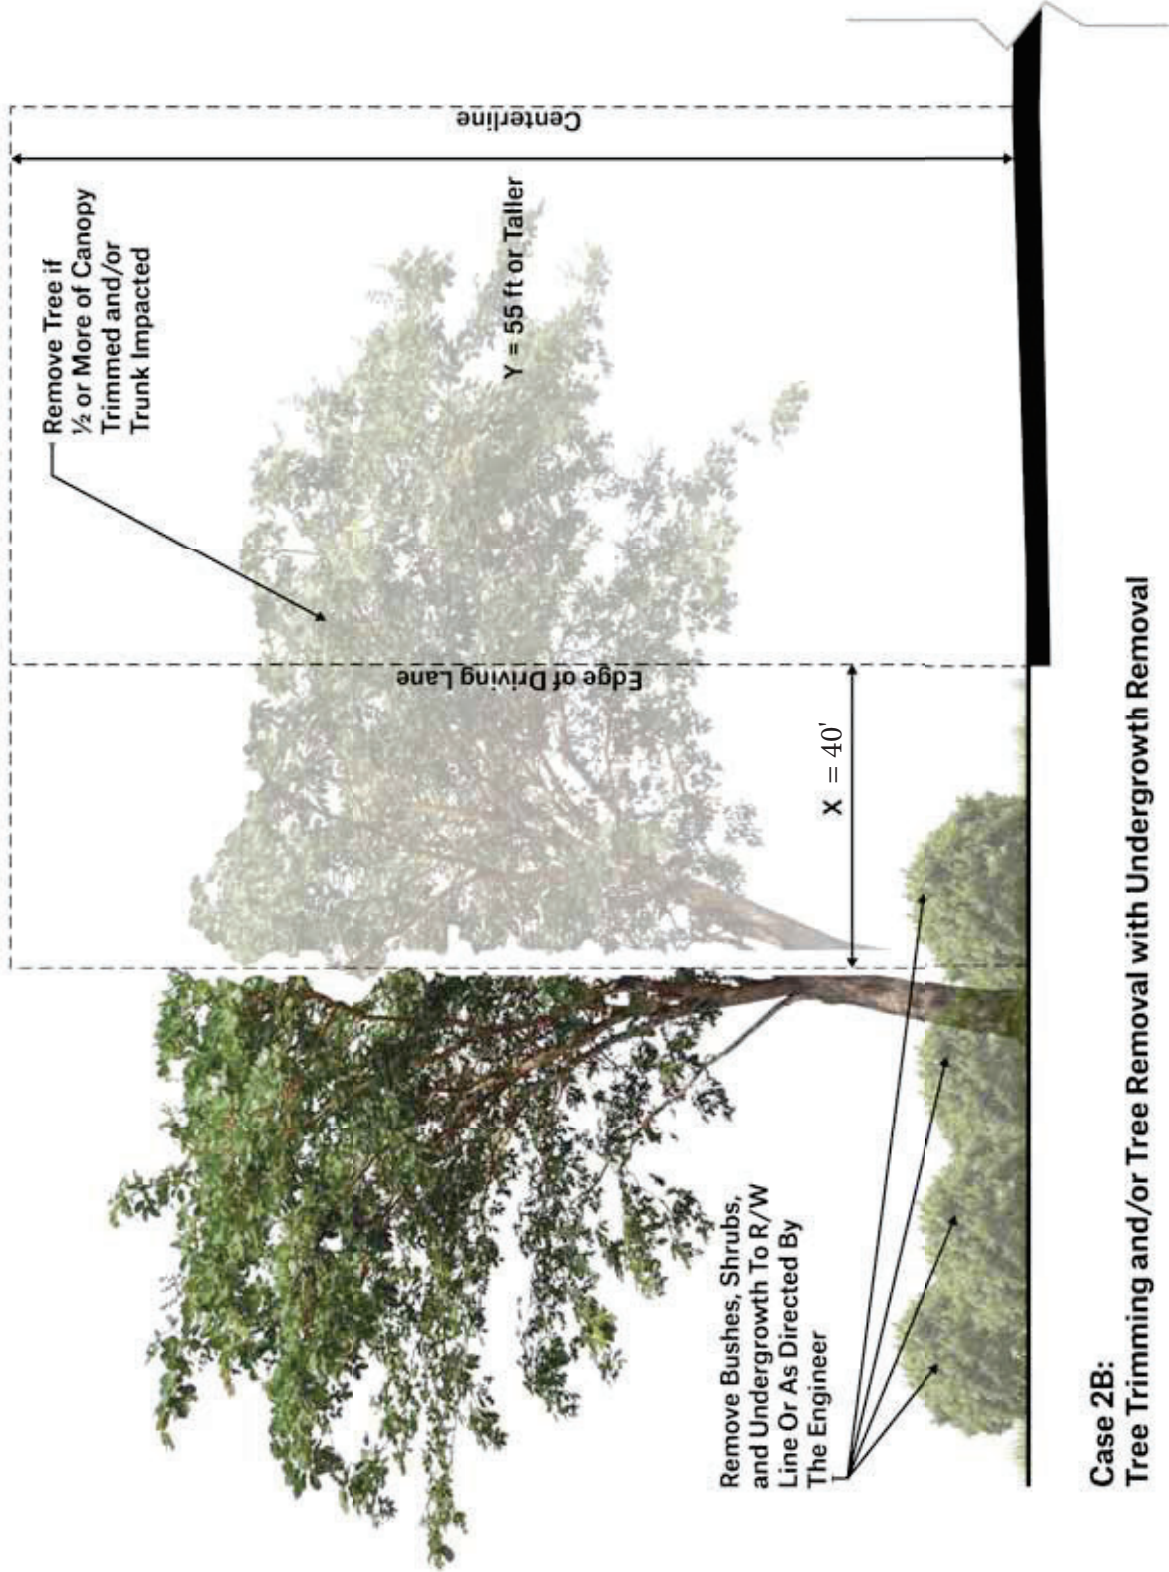 Remove Tree if
½ or More of Canopy
Trimmed and/or
Trunk Impacted
Centerline
Y = 55 ft or Taller
Edge of Driving Lane
X = 40'
Remove Bushes, Shrubs,
and Undergrowth To R/W
Line Or As Directed By
The Engineer
Case 2B:
Tree Trimming and/or Tree Removal with Undergrowth Removal